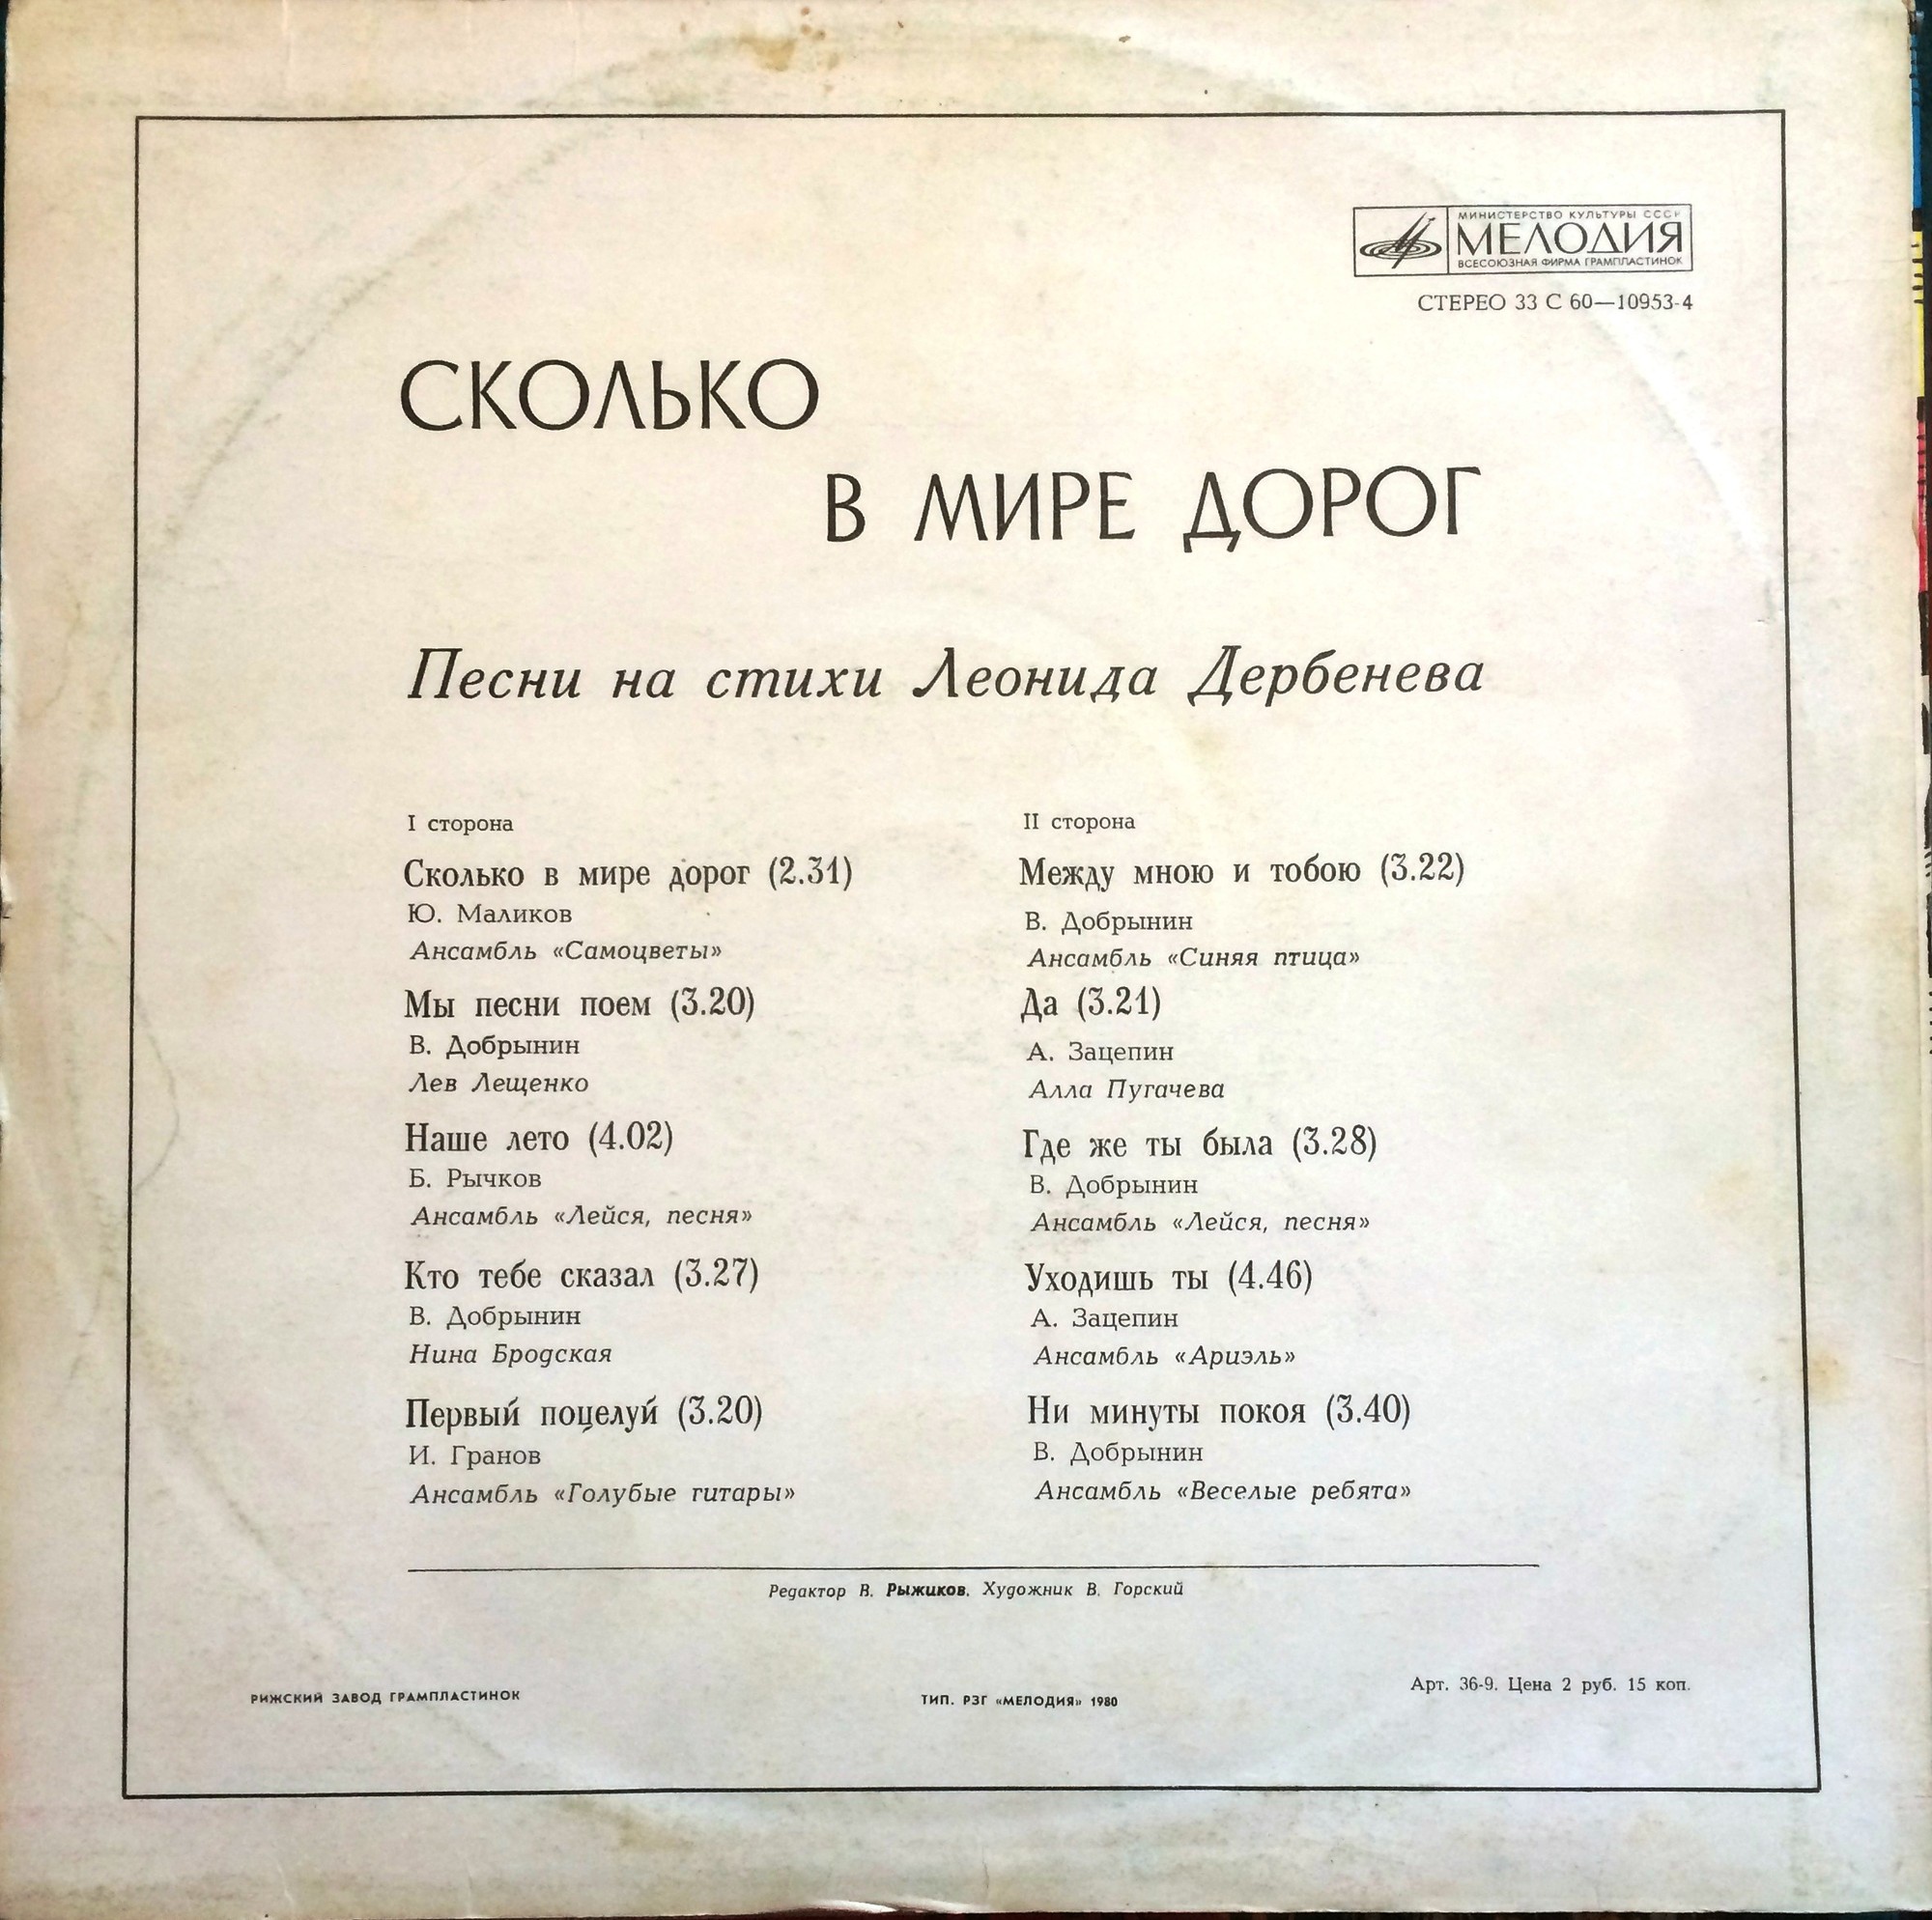 МИНИСТЕРСТВО КУЛЬТУРЫ СССР
МЕЛОДИЯ
ВСЕСОЮЗНАЯ ФИРМА ГРАМПЛАСТИНОК
СТЕРЕО 33 С 60—10953-4
СКОЛЬКО
В МИРЕ ДОРОГ
Песни на стихи Леонида Дербенева
I сторона
Сколько в мире дорог (2.31)
Ю. Маликов
Ансамбль «Самоцветы»
Мы песни поем (3.20)
В. Добрынин
Лев Лещенко
Наше лето (4.02)
Б. Рычков
Ансамбль «Лейся, песня»
Кто тебе сказал (3.27)
В. Добрынин
Нина Бродская
Первый поцелуй (3.20)
И. Гранов
Ансамбль «Голубые гитары»
II сторона
Между мною и тобою (3.22)
В. Добрынин
Ансамбль «Синяя птица»
Да (3.21)
А. Зацепин
Алла Пугачева
Где же ты была (3.28)
В. Добрынин
Ансамбль «Лейся, песня»
Уходишь ты (4.46)
А. Зацепин
Ансамбль «Ариэль»
Ни минуты покоя (3.40)
В. Добрынин
Ансамбль «Веселые ребята»
Редактор В. Рыжиков. Художник В. Горский
РИЖСКИЙ ЗАВОД ГРАМПЛАСТИНОК
ТИП. РЗГ «МЕЛОДИЯ» 1980
Арт. 36-9. Цена 2 руб. 15 коп.